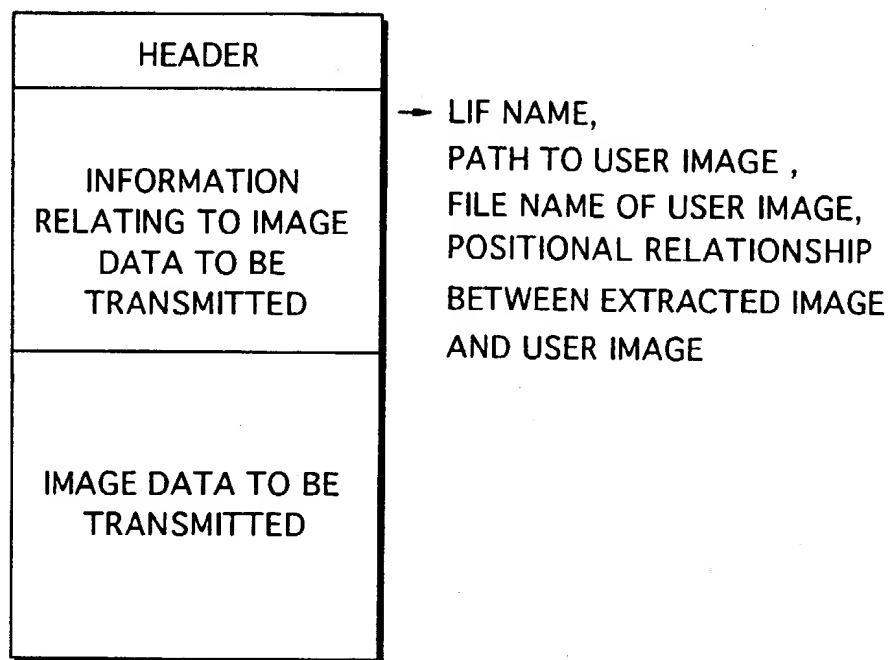 HEADER
INFORMATION
RELATING TO IMAGE
DATA TO BE
TRANSMITTED
IMAGE DATA TO BE
TRANSMITTED
LIF NAME,
PATH TO USER IMAGE ,
FILE NAME OF USER IMAGE,
POSITIONAL RELATIONSHIP
BETWEEN EXTRACTED IMAGE
AND USER IMAGE